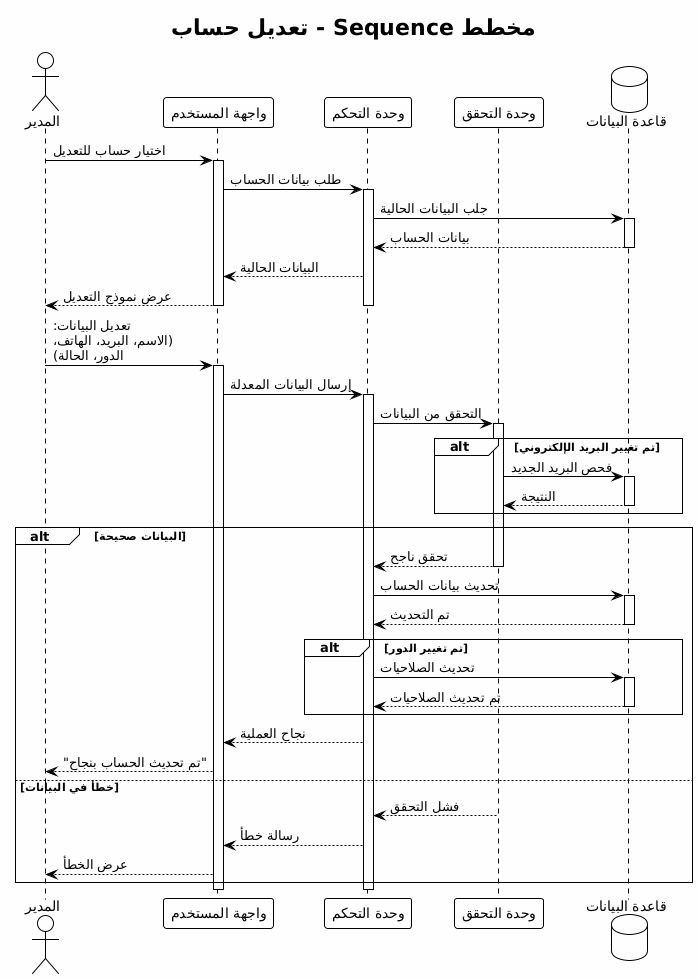 مخطط Sequence - تعديل حساب
المدير
واجهة المستخدم
وحدة التحكم
وحدة التحقق
قاعدة البيانات
اختيار حساب للتعديل
طلب بيانات الحساب
جلب البيانات الحالية
بيانات الحساب
البيانات الحالية
عرض نموذج التعديل
تعديل البيانات:
(الاسم، البريد، الهاتف،
الدور، الحالة)
إرسال البيانات المعدلة
التحقق من البيانات
alt
[تم تغيير البريد الإلكتروني]
فحص البريد الجديد
النتيجة
alt
[البيانات صحيحة]
تحقق ناجح
تحديث بيانات الحساب
تم التحديث
alt
[تم تغيير الدور]
تحديث الصلاحيات
تم تحديث الصلاحيات
نجاح العملية
"تم تحديث الحساب بنجاح"
[خطأ في البيانات]
فشل التحقق
رسالة خطأ
عرض الخطأ
المدير
واجهة المستخدم
وحدة التحكم
وحدة التحقق
قاعدة البيانات